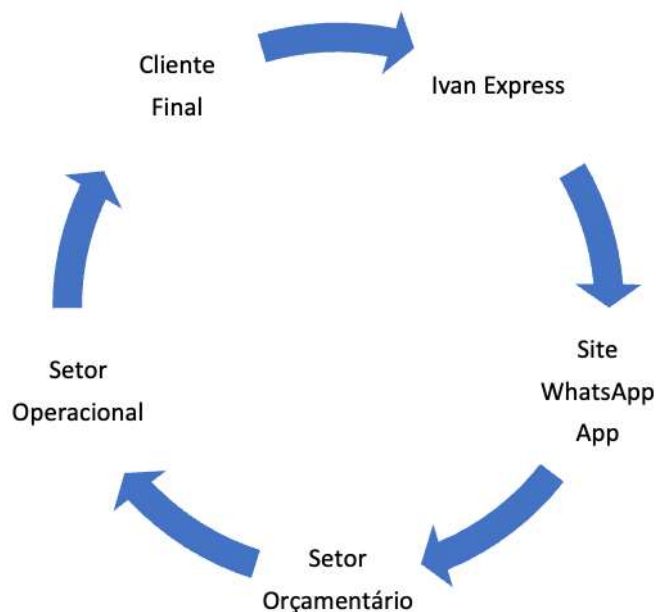 Cliente
Final
Ivan Express
Site
WhatsApp
App
Setor
Orçamentário
Setor
Operacional